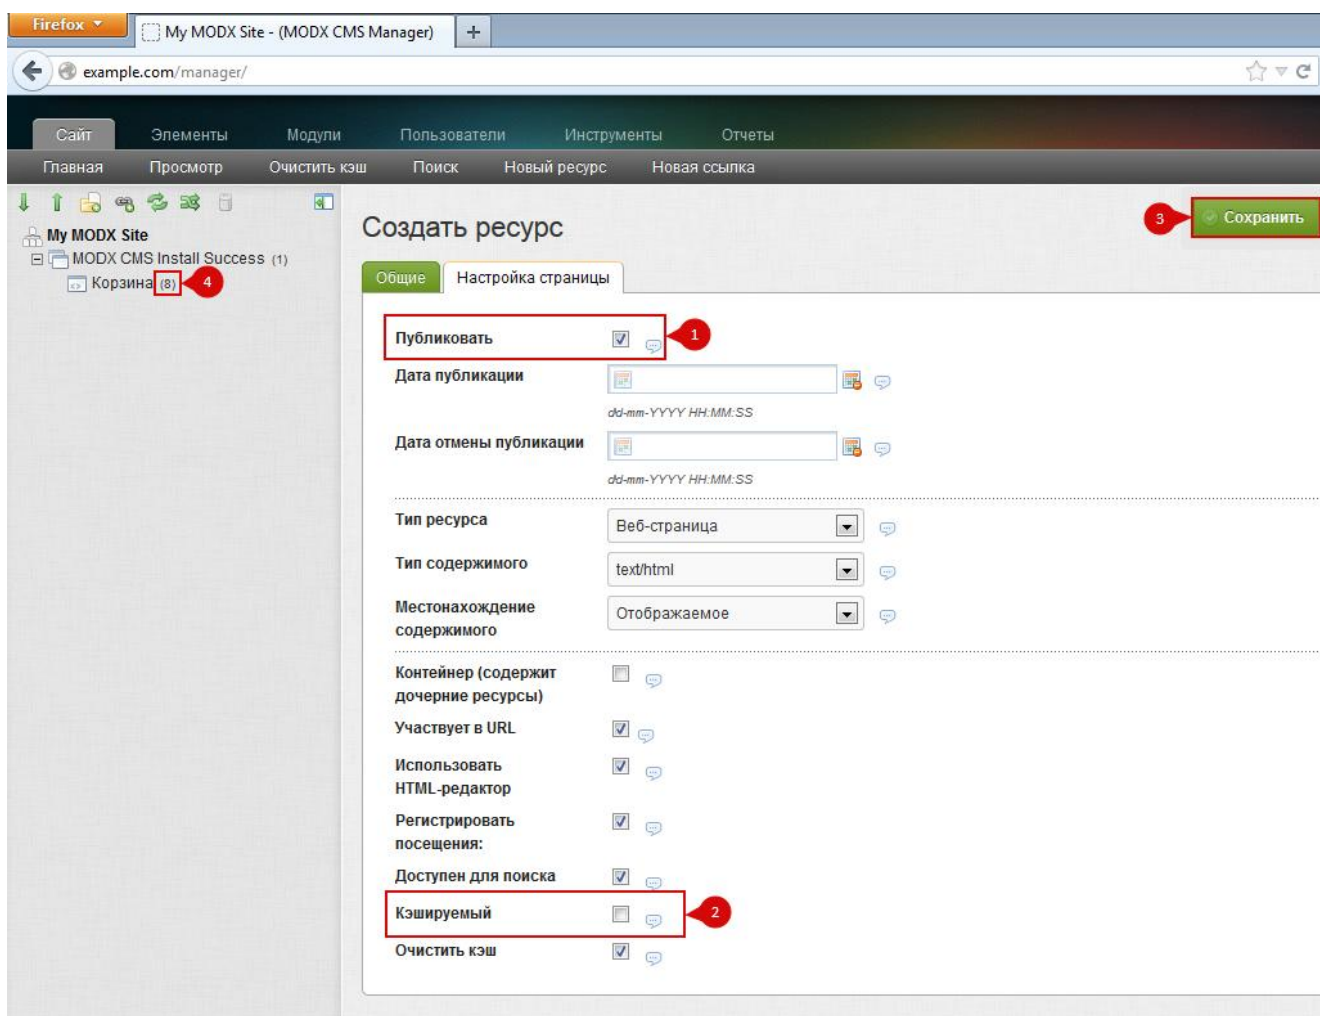 Firefox
My MODX Site - (MODX CMS Manager)
+
example.com/manager/
Сайт Элементы Модули Пользователи Инструменты Отчеты
Главная Просмотр Очистить кэш Поиск Новый ресурс Новая ссылка
My MODX Site
MODX CMS Install Success (1)
Корзина (8) 4
Создать ресурс
3 Сохранить
Общие Настройка страницы
Публиковать 1
Дата публикации
dd-mm-YYYY HH:MM:SS
Дата отмены публикации
dd-mm-YYYY HH:MM:SS
Тип ресурса Веб-страница
Тип содержимого text/html
Местонахождение
содержимого
Отображаемое
Контейнер (содержит
дочерние ресурсы)
Участвует в URL
Использовать
HTML-редактор
Регистрировать
посещения:
Доступен для поиска
Кэшируемый 2
Очистить кэш